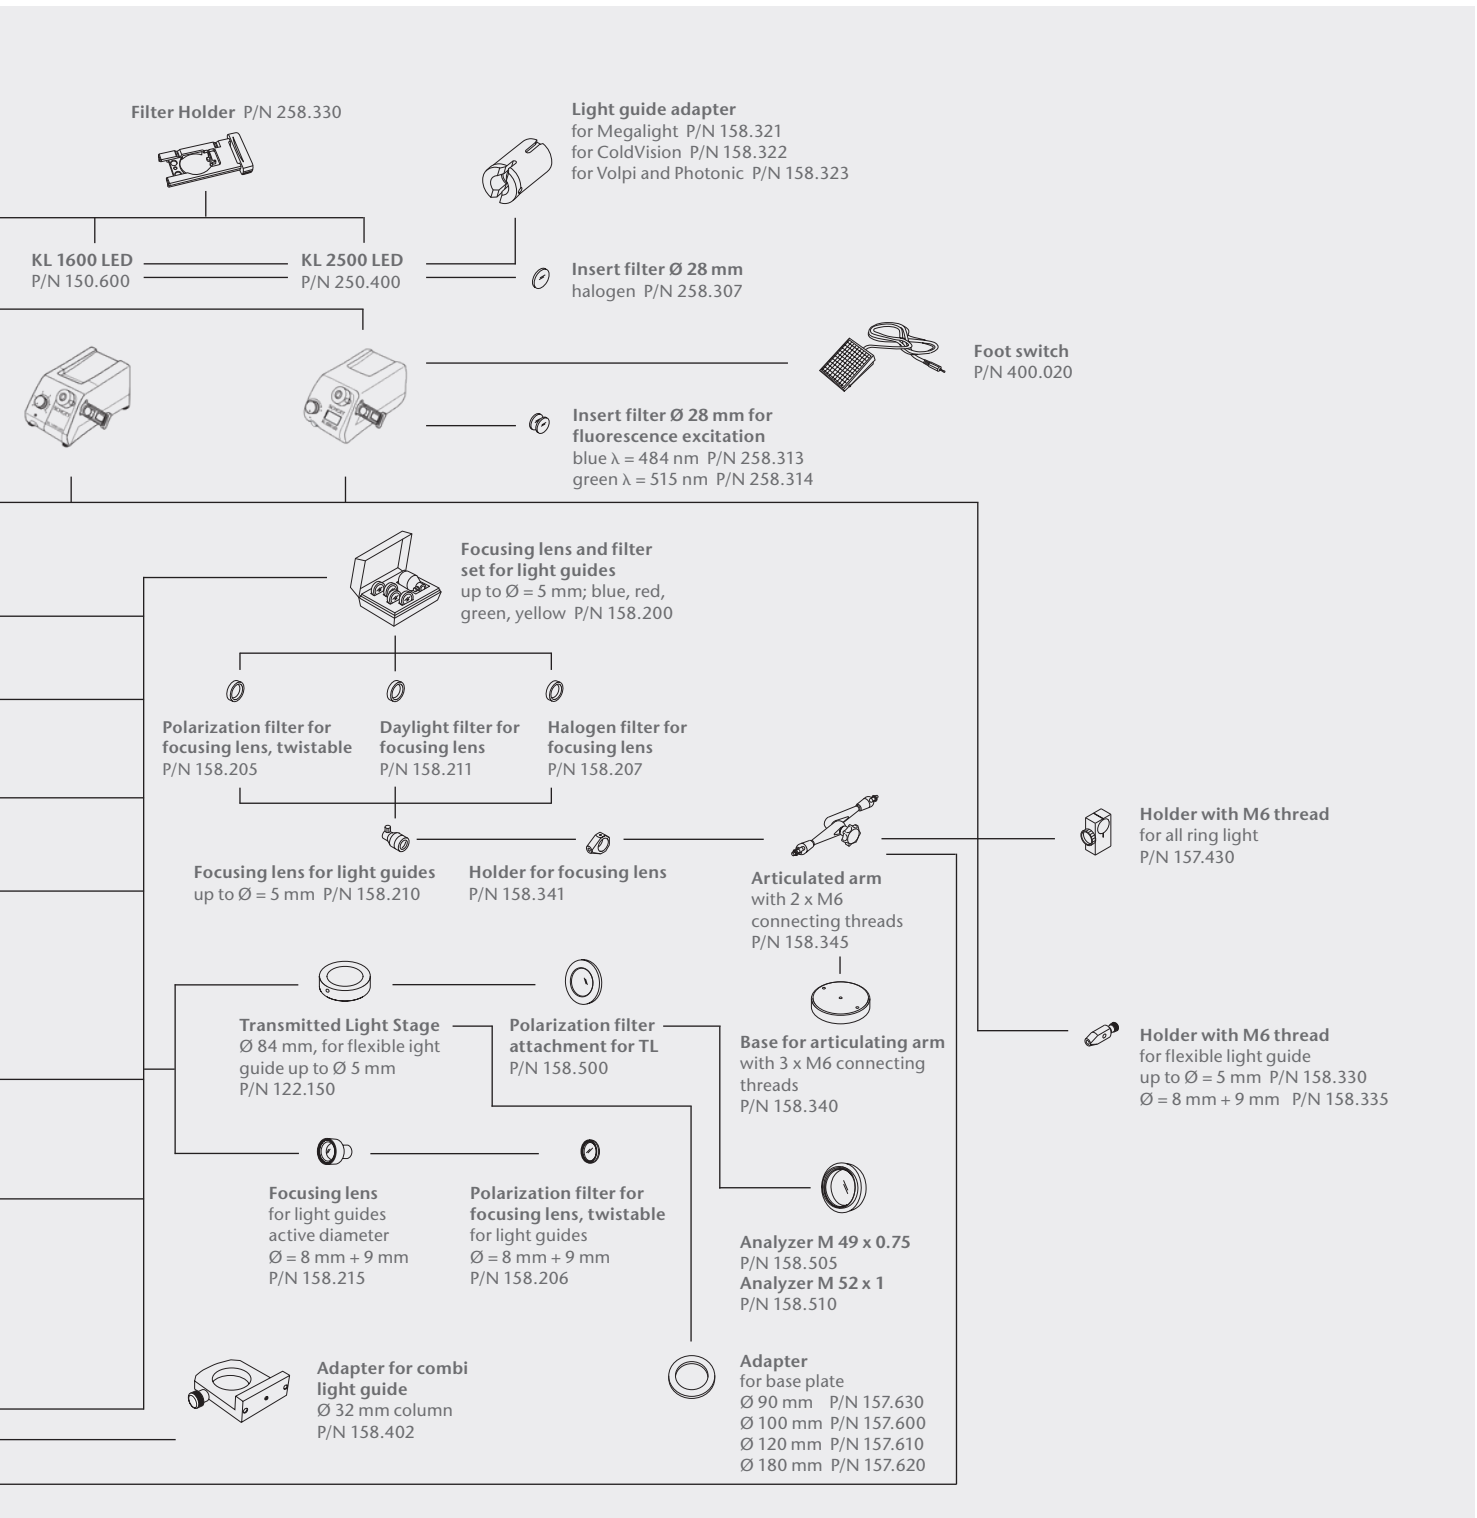 Filter Holder P/N 258.330
Light guide adapter
for Megalight P/N 158.321
for ColdVision P/N 158.322
for Volpi and Photonic P/N 158.323
KL 1600 LED
P/N 150.600
KL 2500 LED
P/N 250.400
Insert filter Ø 28 mm
halogen P/N 258.307
Foot switch
P/N 400.020
Insert filter Ø 28 mm for
fluorescence excitation
blue λ = 484 nm P/N 258.313
green λ = 515 nm P/N 258.314
Focusing lens and filter
set for light guides
up to Ø = 5 mm; blue, red,
green, yellow P/N 158.200
Polarization filter for
focusing lens, twistable
P/N 158.205
Daylight filter for
focusing lens
P/N 158.211
Halogen filter for
focusing lens
P/N 158.207
Focusing lens for light guides
up to Ø = 5 mm P/N 158.210
Holder for focusing lens
P/N 158.341
Articulated arm
with 2 x M6
connecting threads
P/N 158.345
Holder with M6 thread
for all ring light
P/N 157.430
Transmitted Light Stage
Ø 84 mm, for flexible ight
guide up to Ø 5 mm
P/N 122.150
Polarization filter
attachment for TL
P/N 158.500
Base for articulating arm
with 3 x M6 connecting
threads
P/N 158.340
Holder with M6 thread
for flexible light guide
up to Ø = 5 mm P/N 158.330
Ø = 8 mm + 9 mm P/N 158.335
Focusing lens
for light guides
active diameter
Ø = 8 mm + 9 mm
P/N 158.215
Polarization filter for
focusing lens, twistable
for light guides
Ø = 8 mm + 9 mm
P/N 158.206
Analyzer M 49 x 0.75
P/N 158.505
Analyzer M 52 x 1
P/N 158.510
Adapter for combi
light guide
Ø 32 mm column
P/N 158.402
Adapter
for base plate
Ø 90 mm P/N 157.630
Ø 100 mm P/N 157.600
Ø 120 mm P/N 157.610
Ø 180 mm P/N 157.620